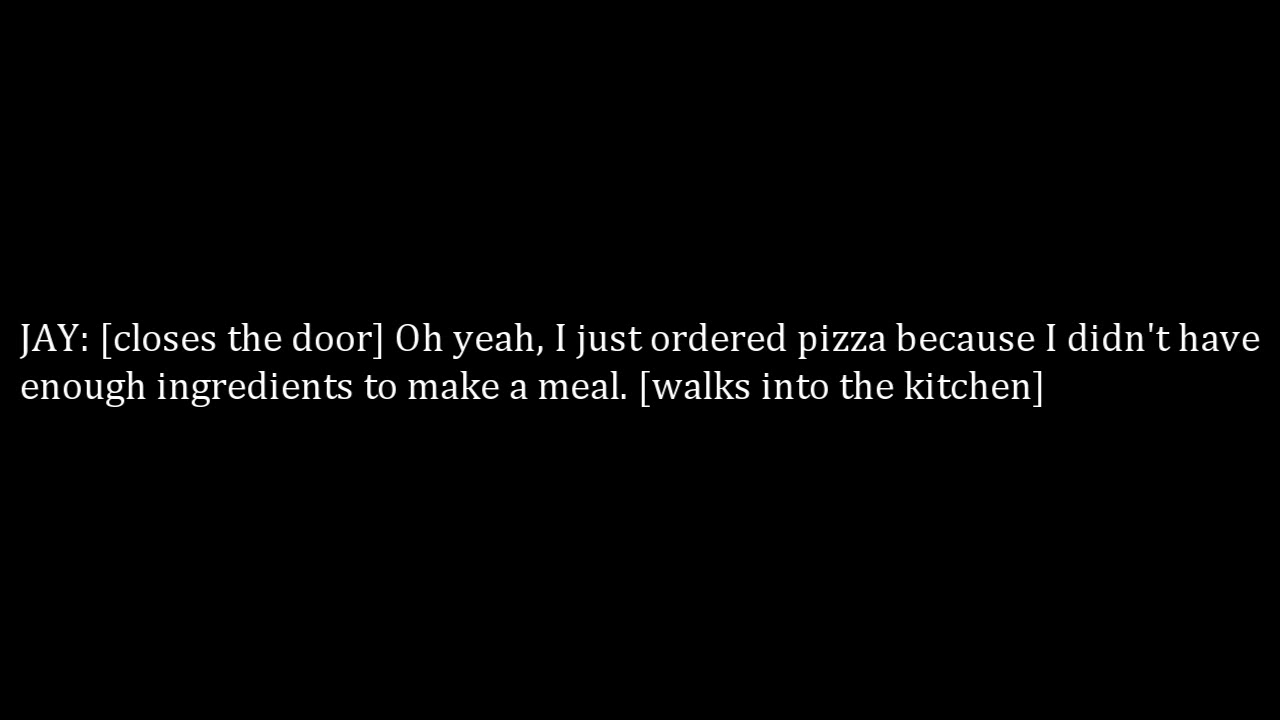 JAY: [closes the door] Oh yeah, I just ordered pizza because I didn't have
enough ingredients to make a meal. [walks into the kitchen]